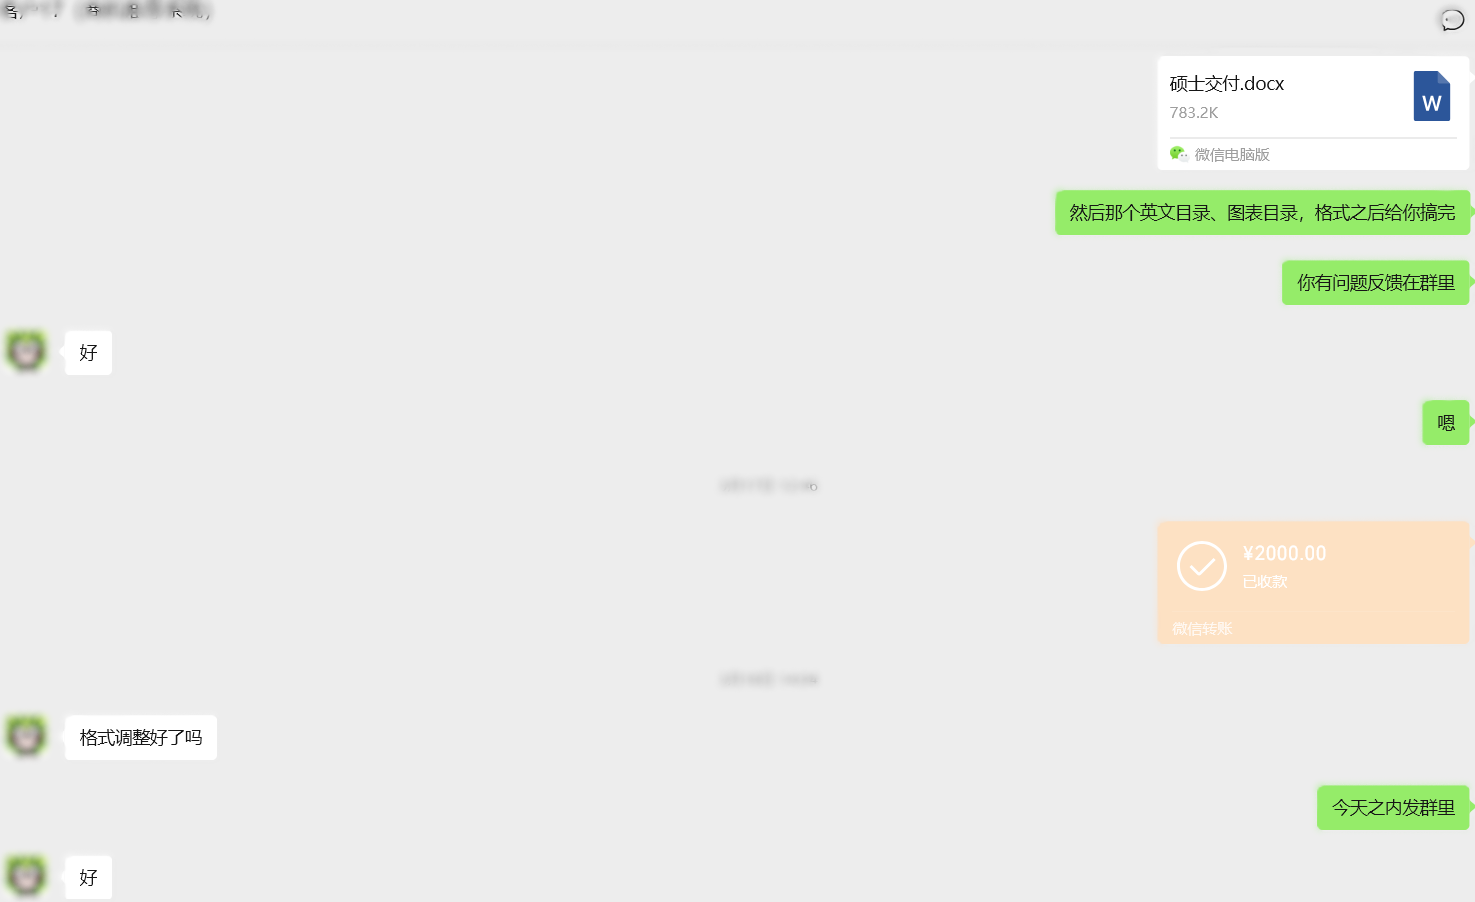 硕士交付.docx
783.2K
微信电脑版
然后那个英文目录、图表目录，格式之后给你搞完
你有问题反馈在群里
好
嗯
¥2000.00
已收款
微信转账
格式调整好了吗
今天之内发群里
好